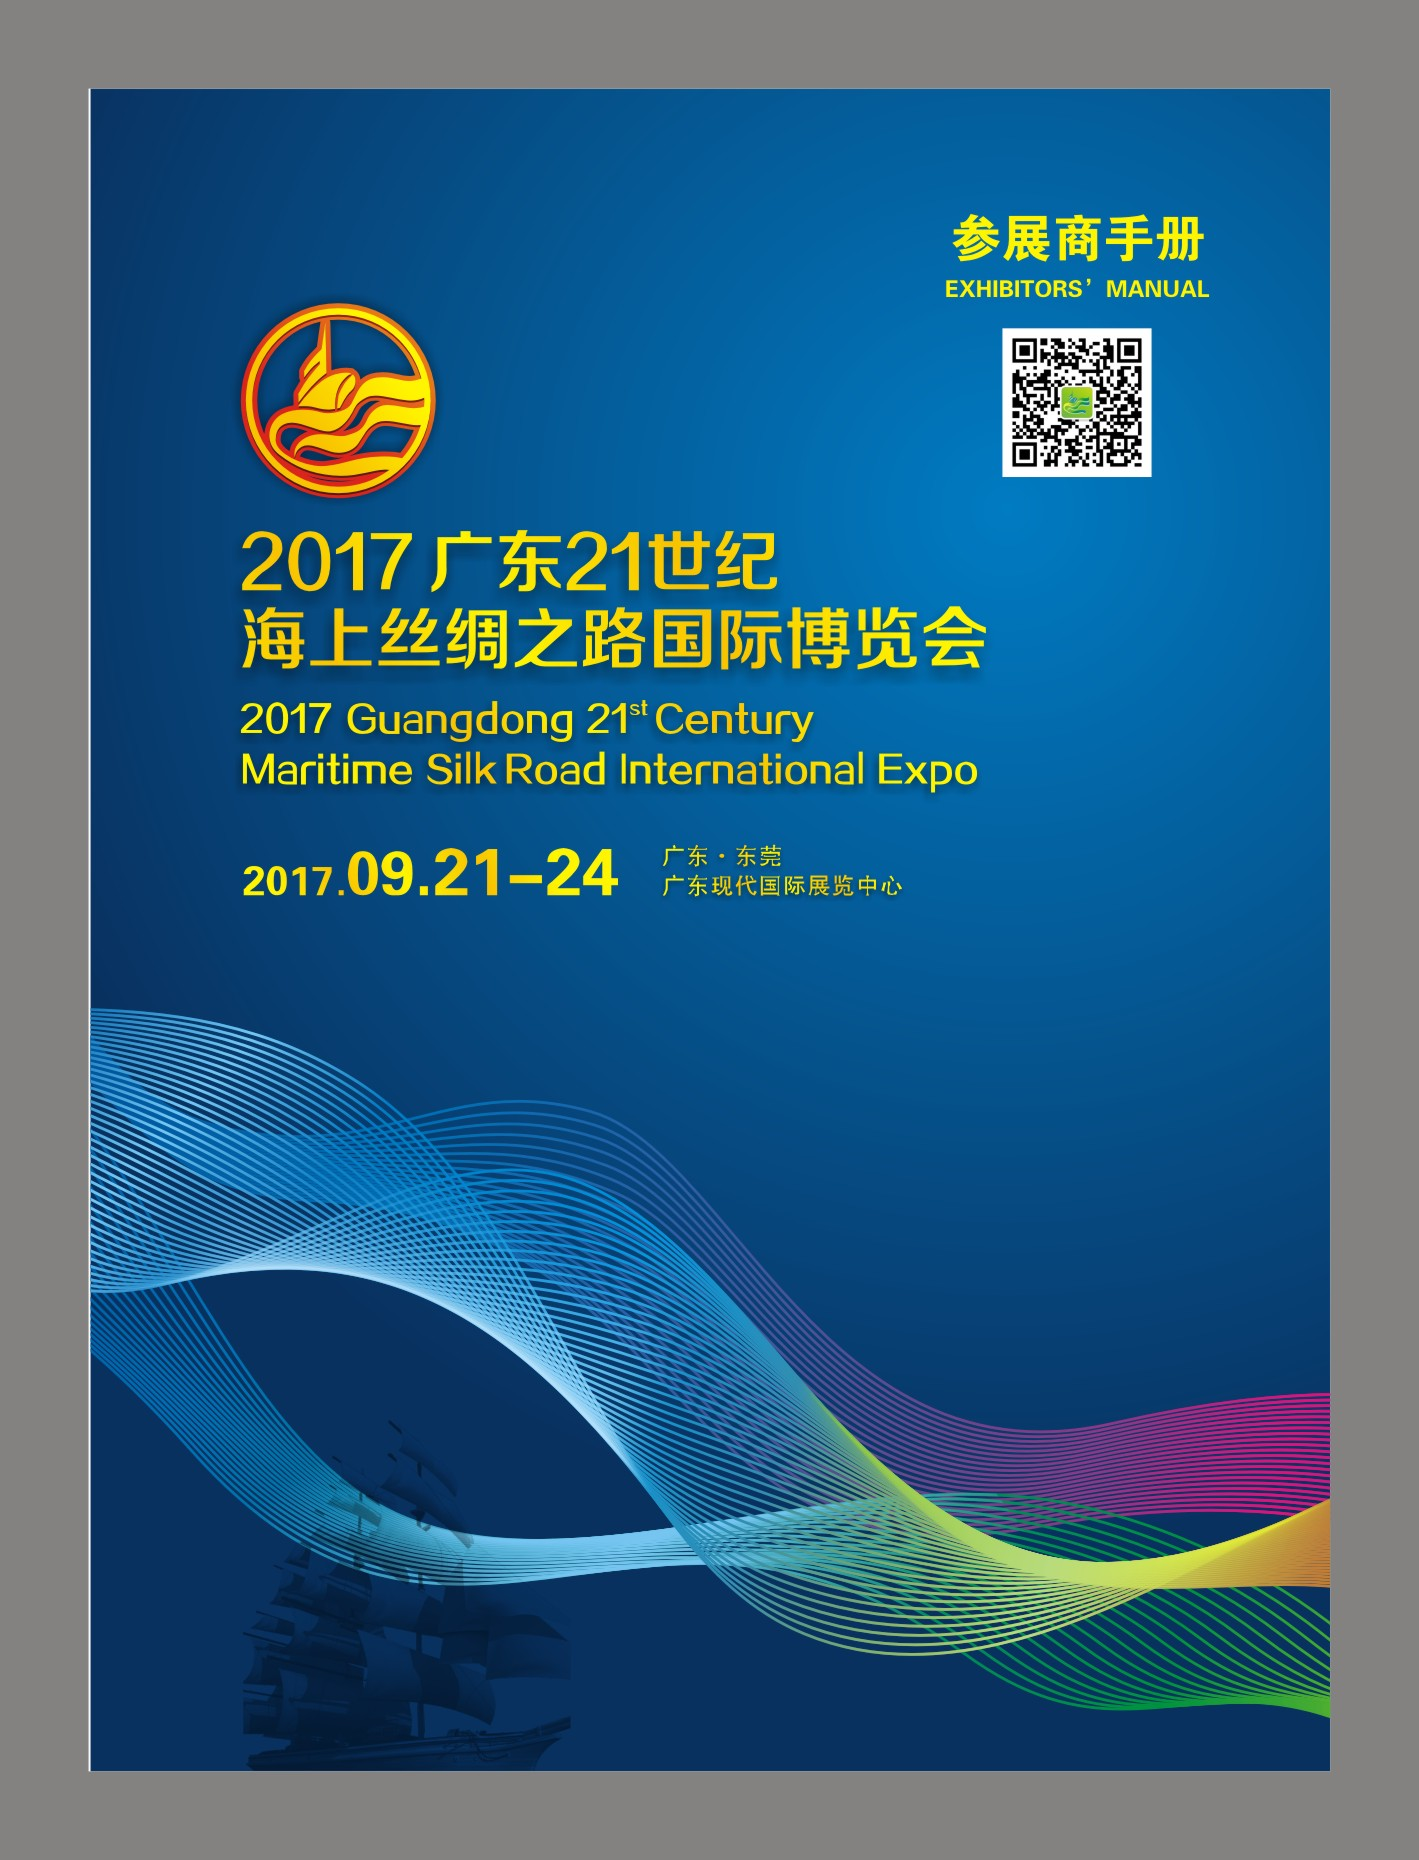 参展商手册
EXHIBITORS’ MANUAL
2017 广东21世纪
海上丝绸之路国际博览会
2017 Guangdong 21st Century
Maritime Silk Road International Expo
2017.09.21-24
广东·东莞
广东现代国际展览中心